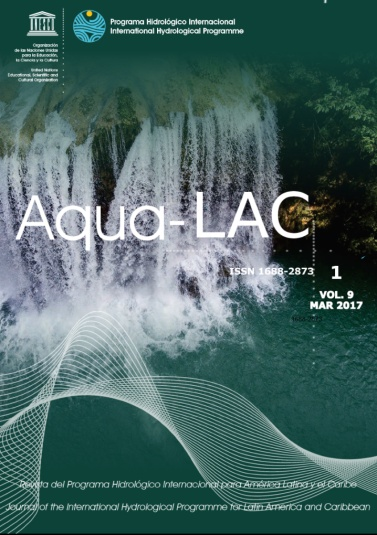 Programa Hidrológico Internacional
International Hydrological Programme
Organización
de las Naciones Unidas
para la Educación,
la Ciencia y la Cultura
United Nations
Educational, Scientific and
Cultural Organization
Aqua-LAC
ISSN 1688-2873
1
VOL. 9
MAR 2017
Revista del Programa Hidrológico Internacional para América Latina y el Caribe
Journal of the International Hydrological Programme for Latin America and Caribbean